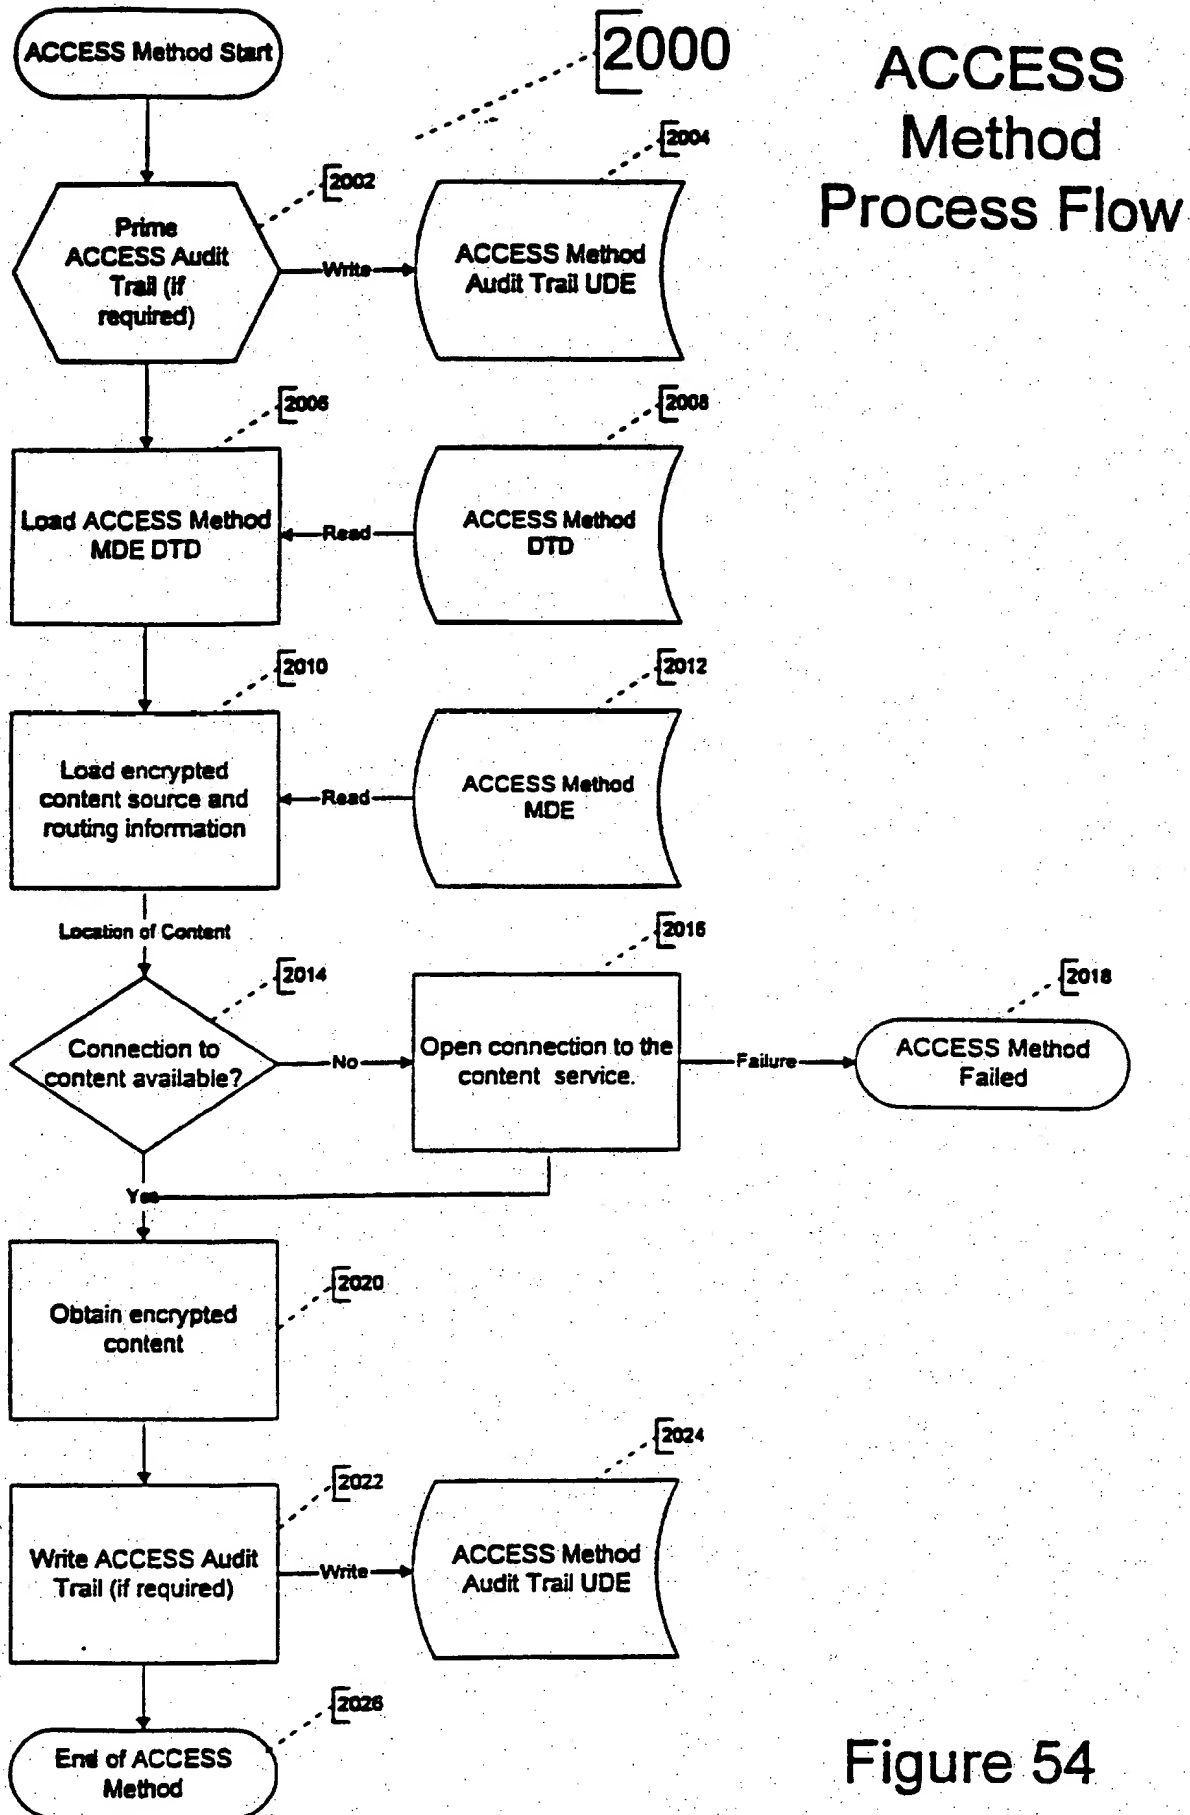 ACCESS Method Start
2000
ACCESS
Method
Process Flow
2002
2004
Prime
ACCESS Audit
Trail (if
required)
Write
ACCESS Method
Audit Trail UDE
2006
2008
Load ACCESS Method
MDE DTD
Read
ACCESS Method
DTD
2010
2012
Load encrypted
content source and
routing information
Read
ACCESS Method
MDE
Location of Content
2014
2016
2018
Connection to
content available?
No
Open connection to the
content service.
Failure
ACCESS Method
Failed
Yes
2020
Obtain encrypted
content
2022
2024
Write ACCESS Audit
Trail (if required)
Write
ACCESS Method
Audit Trail UDE
2026
End of ACCESS
Method
Figure 54